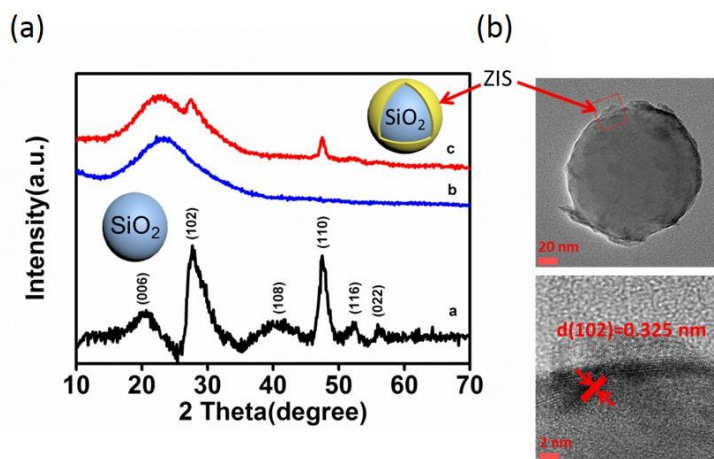 (a)
(b)
ZIS
SiO2
c
b
SiO2
(006)
(102)
(108)
(110)
(116)
(022)
a
Intensity(a.u.)
10 20 30 40 50 60 70
2 Theta(degree)
20 nm
d(102)=0.325 nm
2 nm